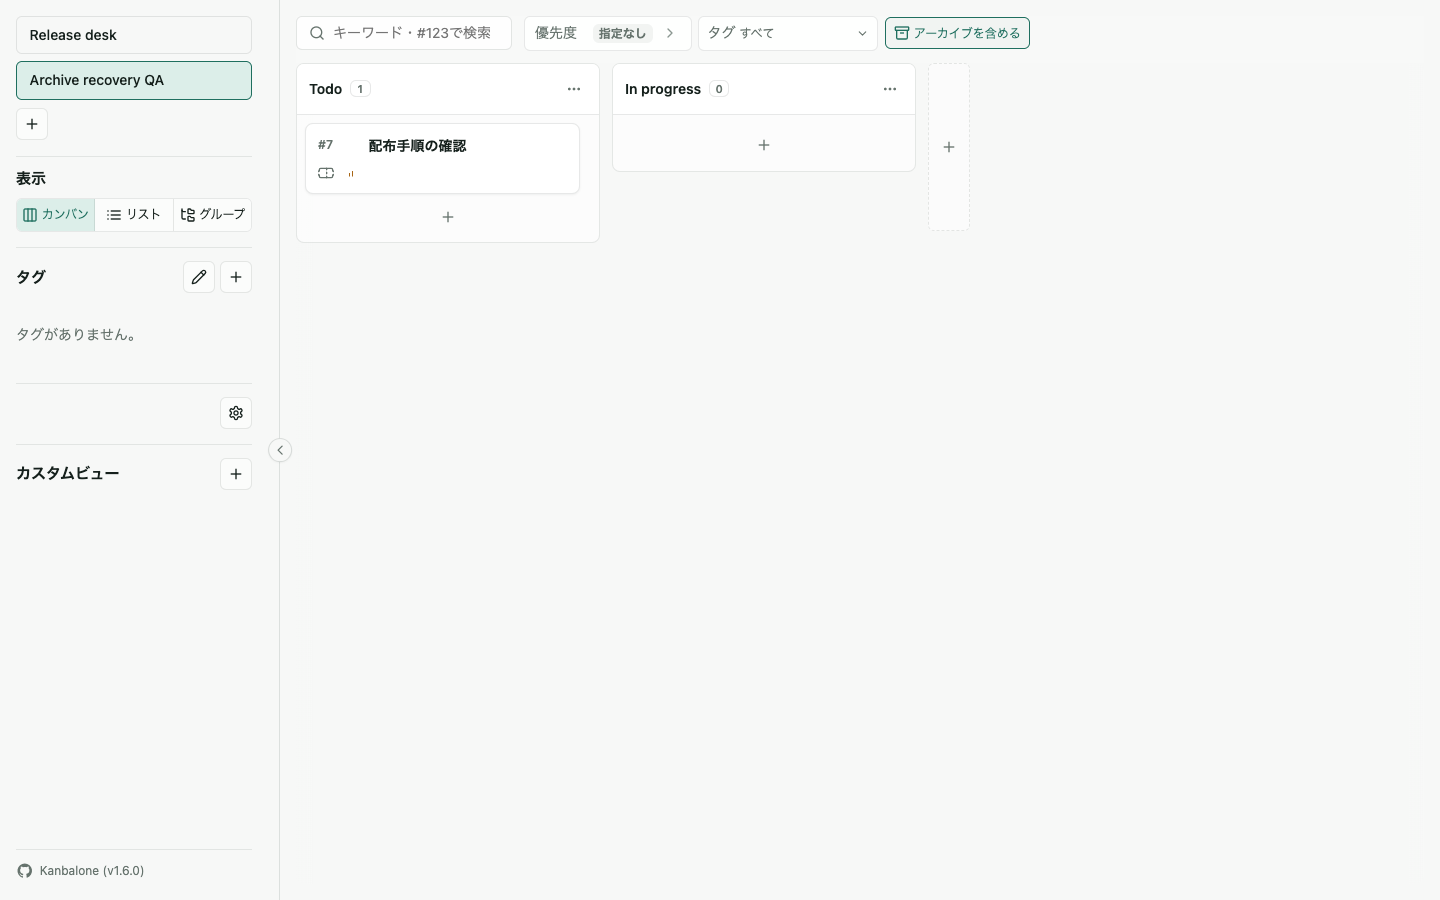 Release desk
Archive recovery QA
表示
カンバン リスト グループ
タグ
タグがありません。
カスタムビュー
Kanbalone (v1.6.0)
キーワード・#123で検索 優先度 指定なし タグ すべて アーカイブを含める
Todo 1
#7 配布手順の確認
In progress 0